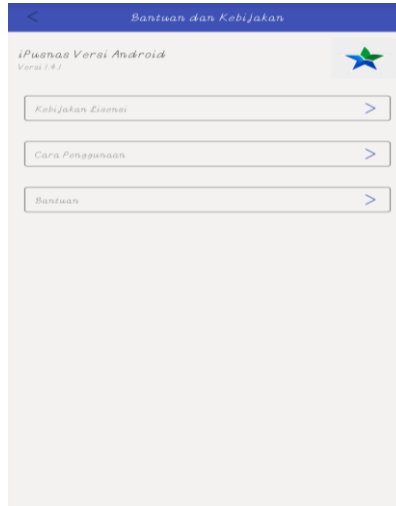 Bantuan dan Kebijakan
iPusnas Versi Android
Versi 1.4.1
Kebijakan Lisensi
Cara Penggunaan
Bantuan